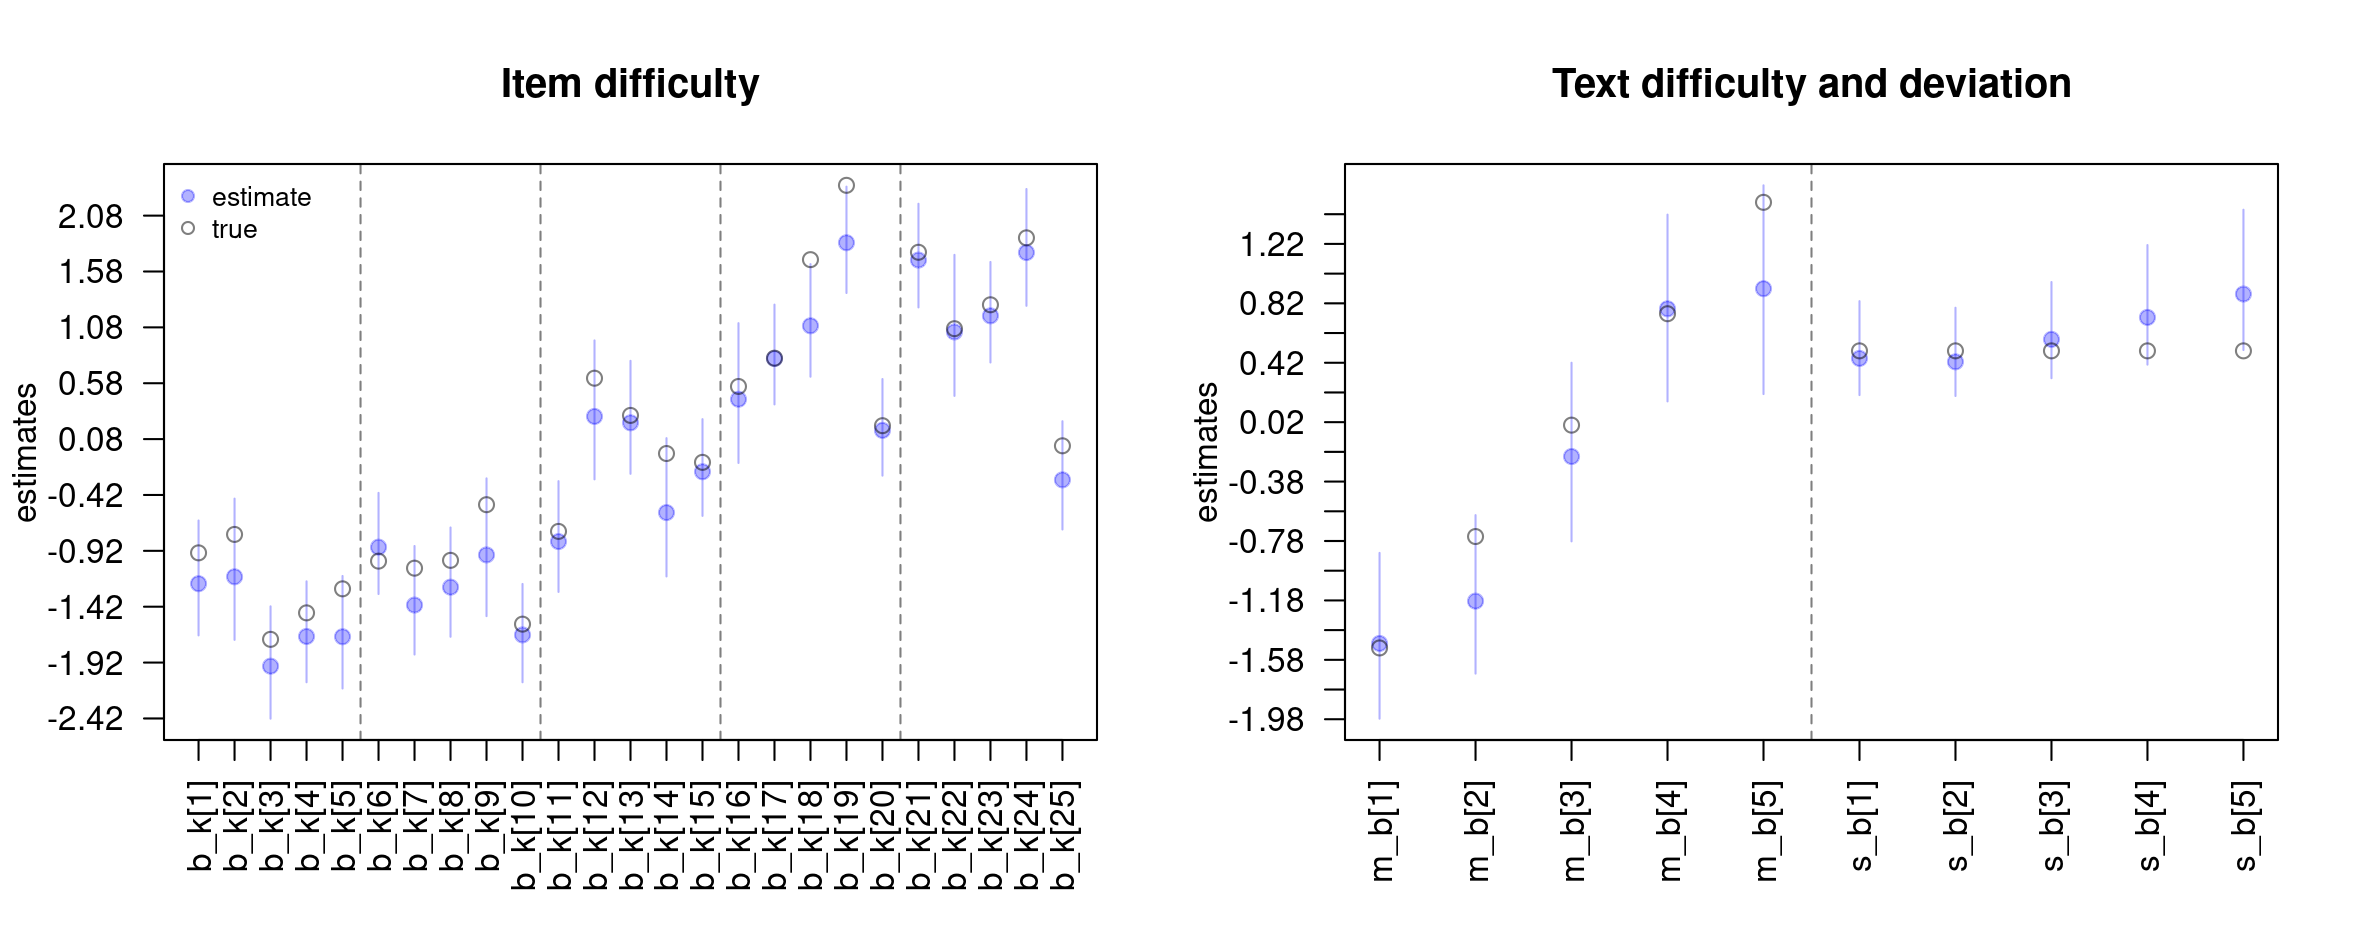 Item difficulty
estimate
true
estimates
2.08
1.58
1.08
0.58
0.08
-0.42
-0.92
-1.42
-1.92
-2.42
b_k[1]
b_k[2]
b_k[3]
b_k[4]
b_k[5]
b_k[6]
b_k[7]
b_k[8]
b_k[9]
b_k[10]
b_k[11]
b_k[12]
b_k[13]
b_k[14]
b_k[15]
b_k[16]
b_k[17]
b_k[18]
b_k[19]
b_k[20]
b_k[21]
b_k[22]
b_k[23]
b_k[24]
b_k[25]
Text difficulty and deviation
estimates
1.22
0.82
0.42
0.02
-0.38
-0.78
-1.18
-1.58
-1.98
m_b[1]
m_b[2]
m_b[3]
m_b[4]
m_b[5]
s_b[1]
s_b[2]
s_b[3]
s_b[4]
s_b[5]